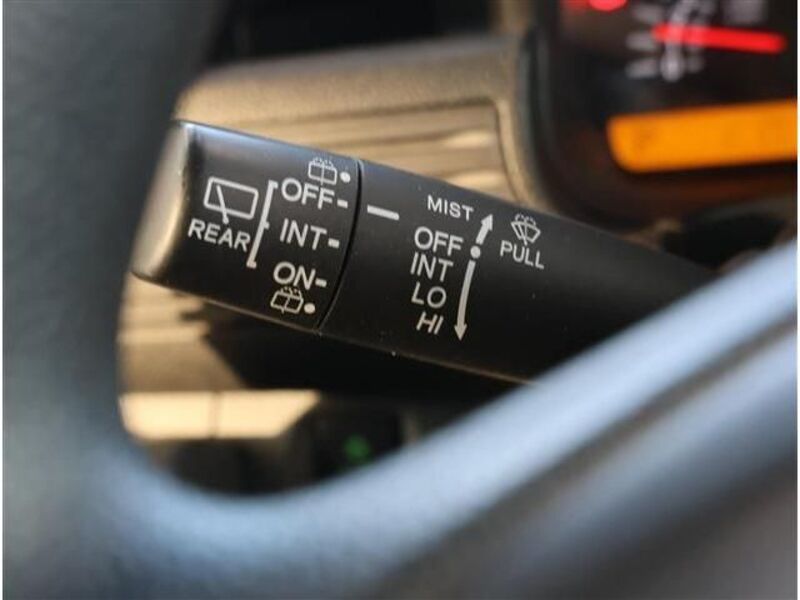 REAR
OFF
INT
ON
MIST
OFF
INT
LO
HI
PULL